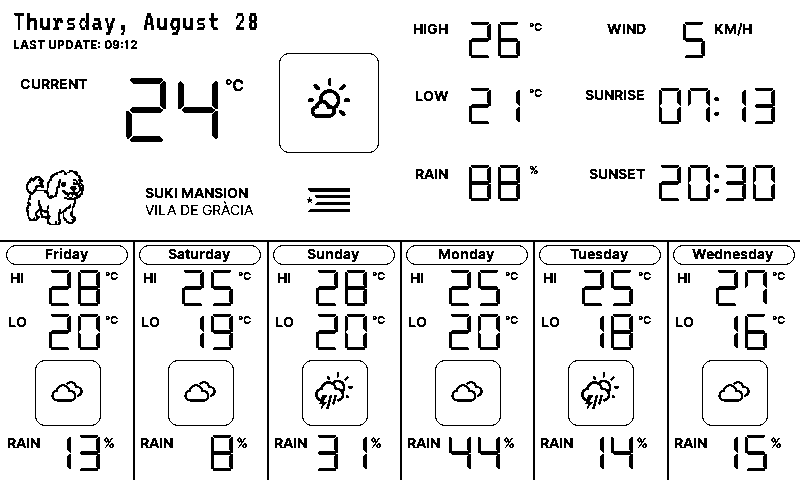 Thursday, August 28
LAST UPDATE: 09:12
CURRENT 24 °C
HIGH 26 °C
WIND 5 KM/H
LOW 21 °C
SUNRISE 07:13
RAIN 88 %
SUNSET 20:30
SUKI MANSION
VILA DE GRÀCIA
Friday
HI 28 °C
LO 20 °C
RAIN 13 %
Saturday
HI 25 °C
LO 19 °C
RAIN 8 %
Sunday
HI 28 °C
LO 20 °C
RAIN 31 %
Monday
HI 25 °C
LO 20 °C
RAIN 44 %
Tuesday
HI 25 °C
LO 18 °C
RAIN 14 %
Wednesday
HI 27 °C
LO 16 °C
RAIN 15 %